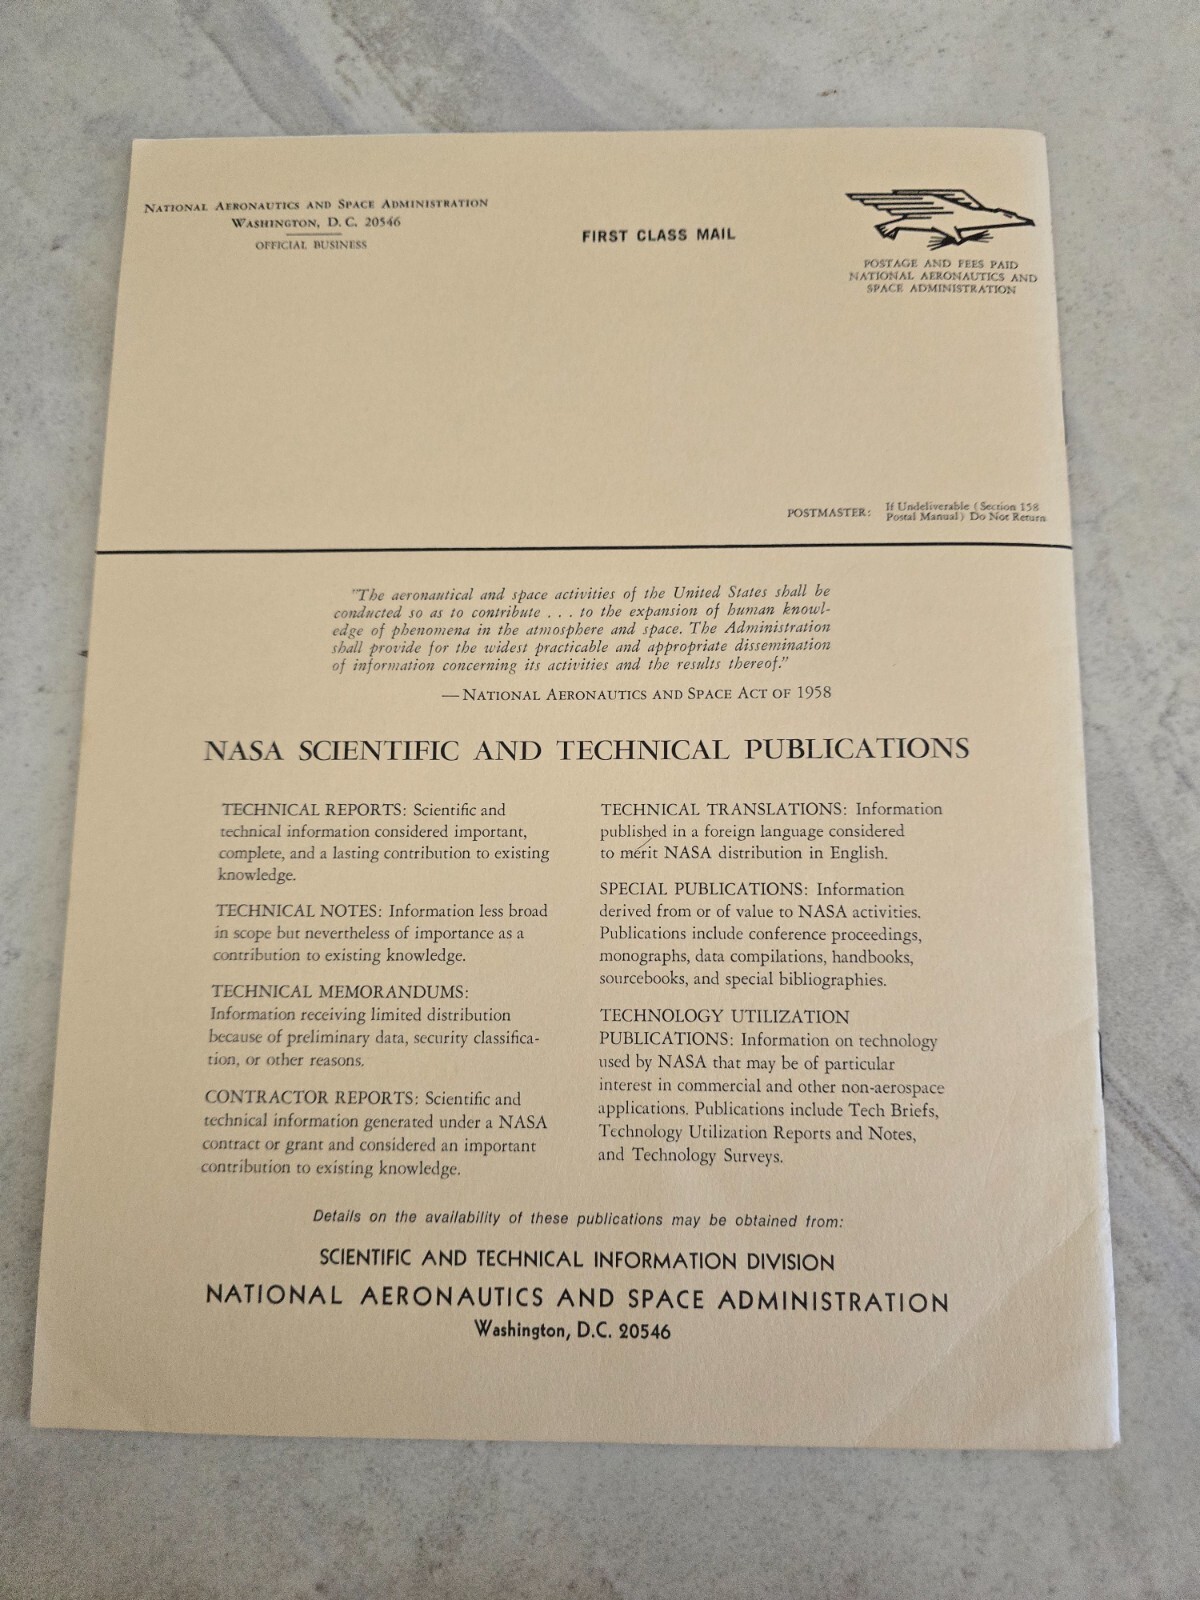 NATIONAL AERONAUTICS AND SPACE ADMINISTRATION
WASHINGTON, D. C. 20546
OFFICIAL BUSINESS
FIRST CLASS MAIL
POSTAGE AND FEES PAID
NATIONAL AERONAUTICS AND
SPACE ADMINISTRATION
POSTMASTER: If Undeliverable (Section 158
Postal Manual) Do Not Return
"The aeronautical and space activities of the United States shall be
conducted so as to contribute . . . to the expansion of human knowl-
edge of phenomena in the atmosphere and space. The Administration
shall provide for the widest practicable and appropriate dissemination
of information concerning its activities and the results thereof."
—NATIONAL AERONAUTICS AND SPACE ACT OF 1958
NASA SCIENTIFIC AND TECHNICAL PUBLICATIONS
TECHNICAL REPORTS: Scientific and
technical information considered important,
complete, and a lasting contribution to existing
knowledge.
TECHNICAL NOTES: Information less broad
in scope but nevertheless of importance as a
contribution to existing knowledge.
TECHNICAL MEMORANDUMS:
Information receiving limited distribution
because of preliminary data, security classifica-
tion, or other reasons.
CONTRACTOR REPORTS: Scientific and
technical information generated under a NASA
contract or grant and considered an important
contribution to existing knowledge.
TECHNICAL TRANSLATIONS: Information
published in a foreign language considered
to merit NASA distribution in English.
SPECIAL PUBLICATIONS: Information
derived from or of value to NASA activities.
Publications include conference proceedings,
monographs, data compilations, handbooks,
sourcebooks, and special bibliographies.
TECHNOLOGY UTILIZATION
PUBLICATIONS: Information on technology
used by NASA that may be of particular
interest in commercial and other non-aerospace
applications. Publications include Tech Briefs,
Technology Utilization Reports and Notes,
and Technology Surveys.
Details on the availability of these publications may be obtained from:
SCIENTIFIC AND TECHNICAL INFORMATION DIVISION
NATIONAL AERONAUTICS AND SPACE ADMINISTRATION
Washington, D.C. 20546